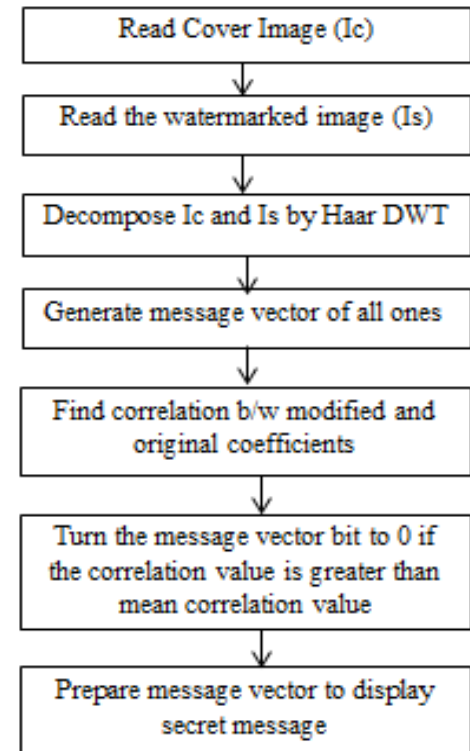 Read Cover Image (Ic)
Read the watermarked image (Is)
Decompose Ic and Is by Haar DWT
Generate message vector of all ones
Find correlation b/w modified and
original coefficients
Turn the message vector bit to 0 if
the correlation value is greater than
mean correlation value
Prepare message vector to display
secret message